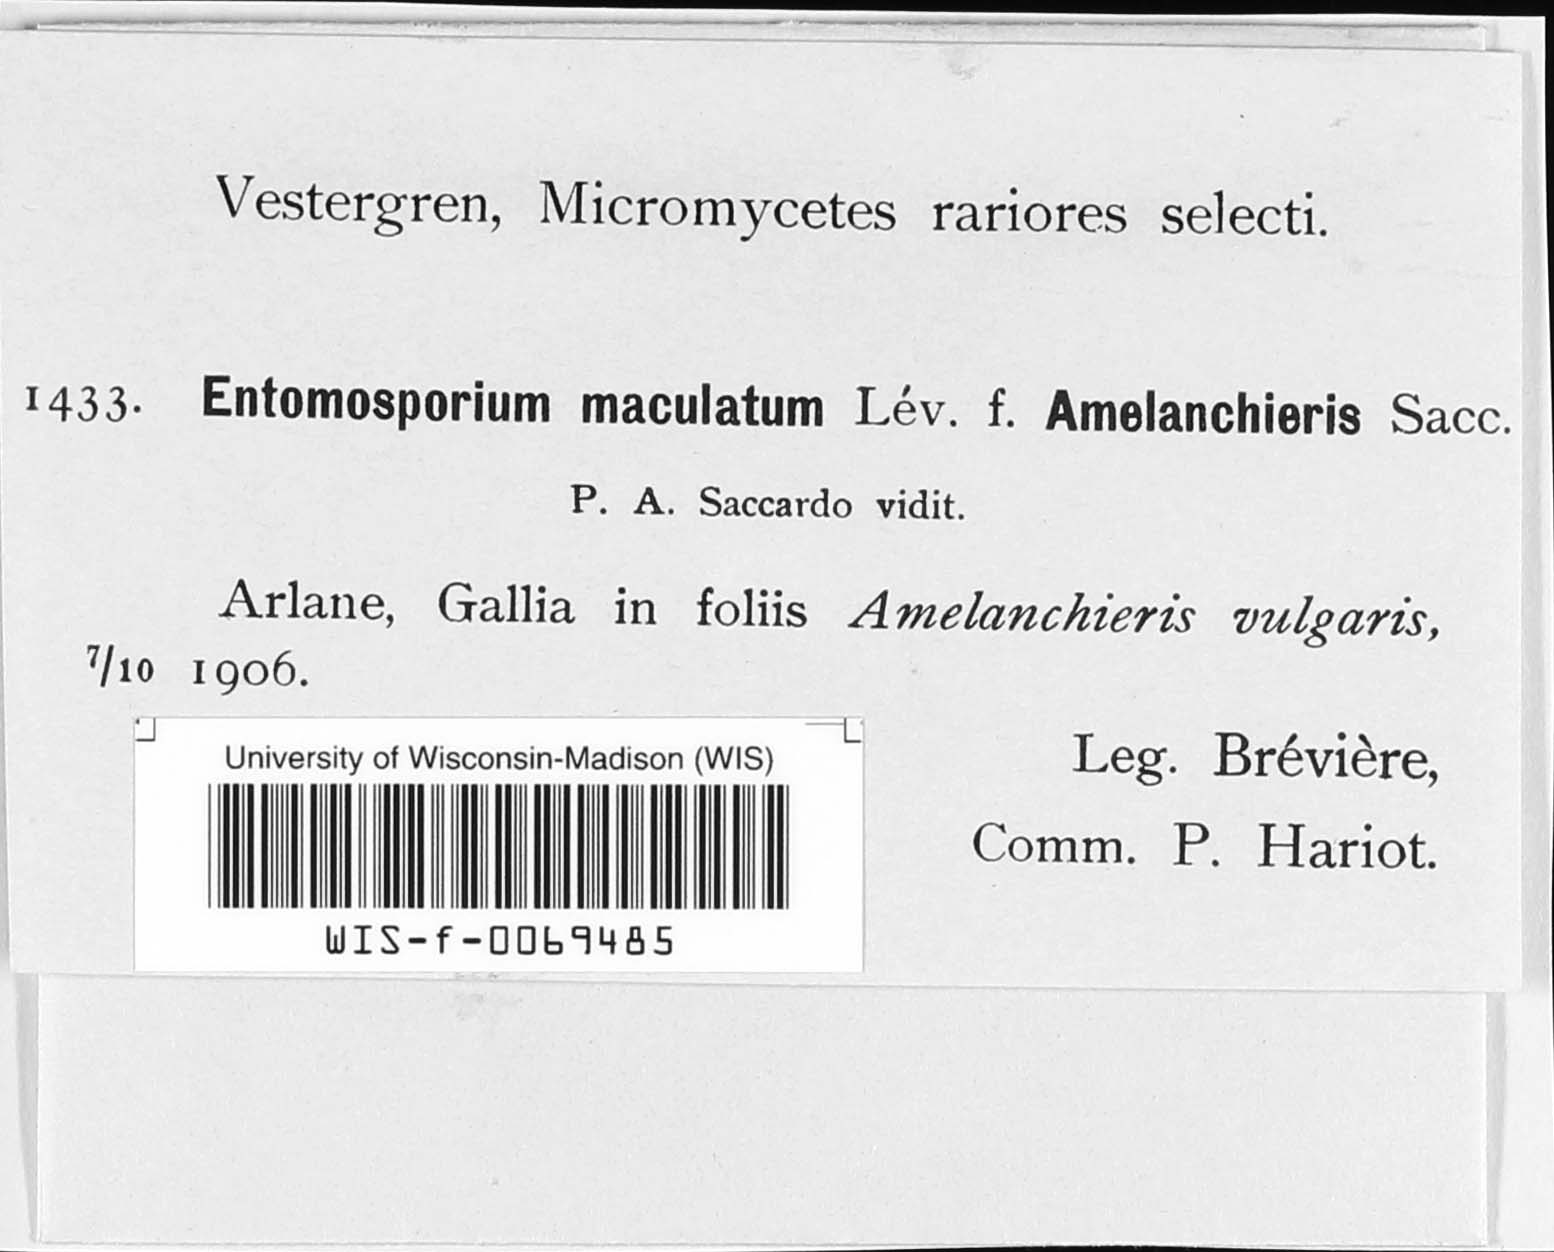 Vestergren, Micromycetes rariores selecti.
1433. Entomosporium maculatum Lév. f. Amelanchieris Sacc.
P. A. Saccardo vidit.
Arlane, Gallia in foliis Amelanchieris vulgaris,
7/10 1906.
Leg. Brévière,
Comm. P. Hariot.
University of Wisconsin-Madison (WIS)
WIS-f-0069485